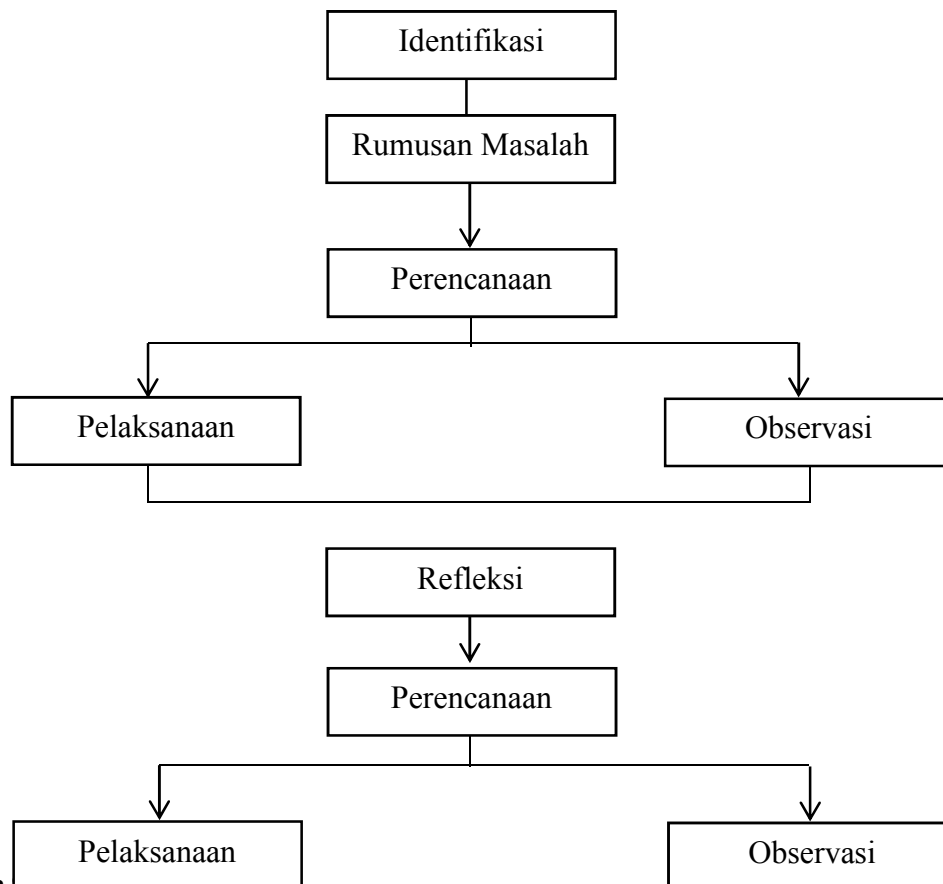 Identifikasi
Rumusan Masalah
Perencanaan
Pelaksanaan
Observasi
Refleksi
Perencanaan
Pelaksanaan
Observasi